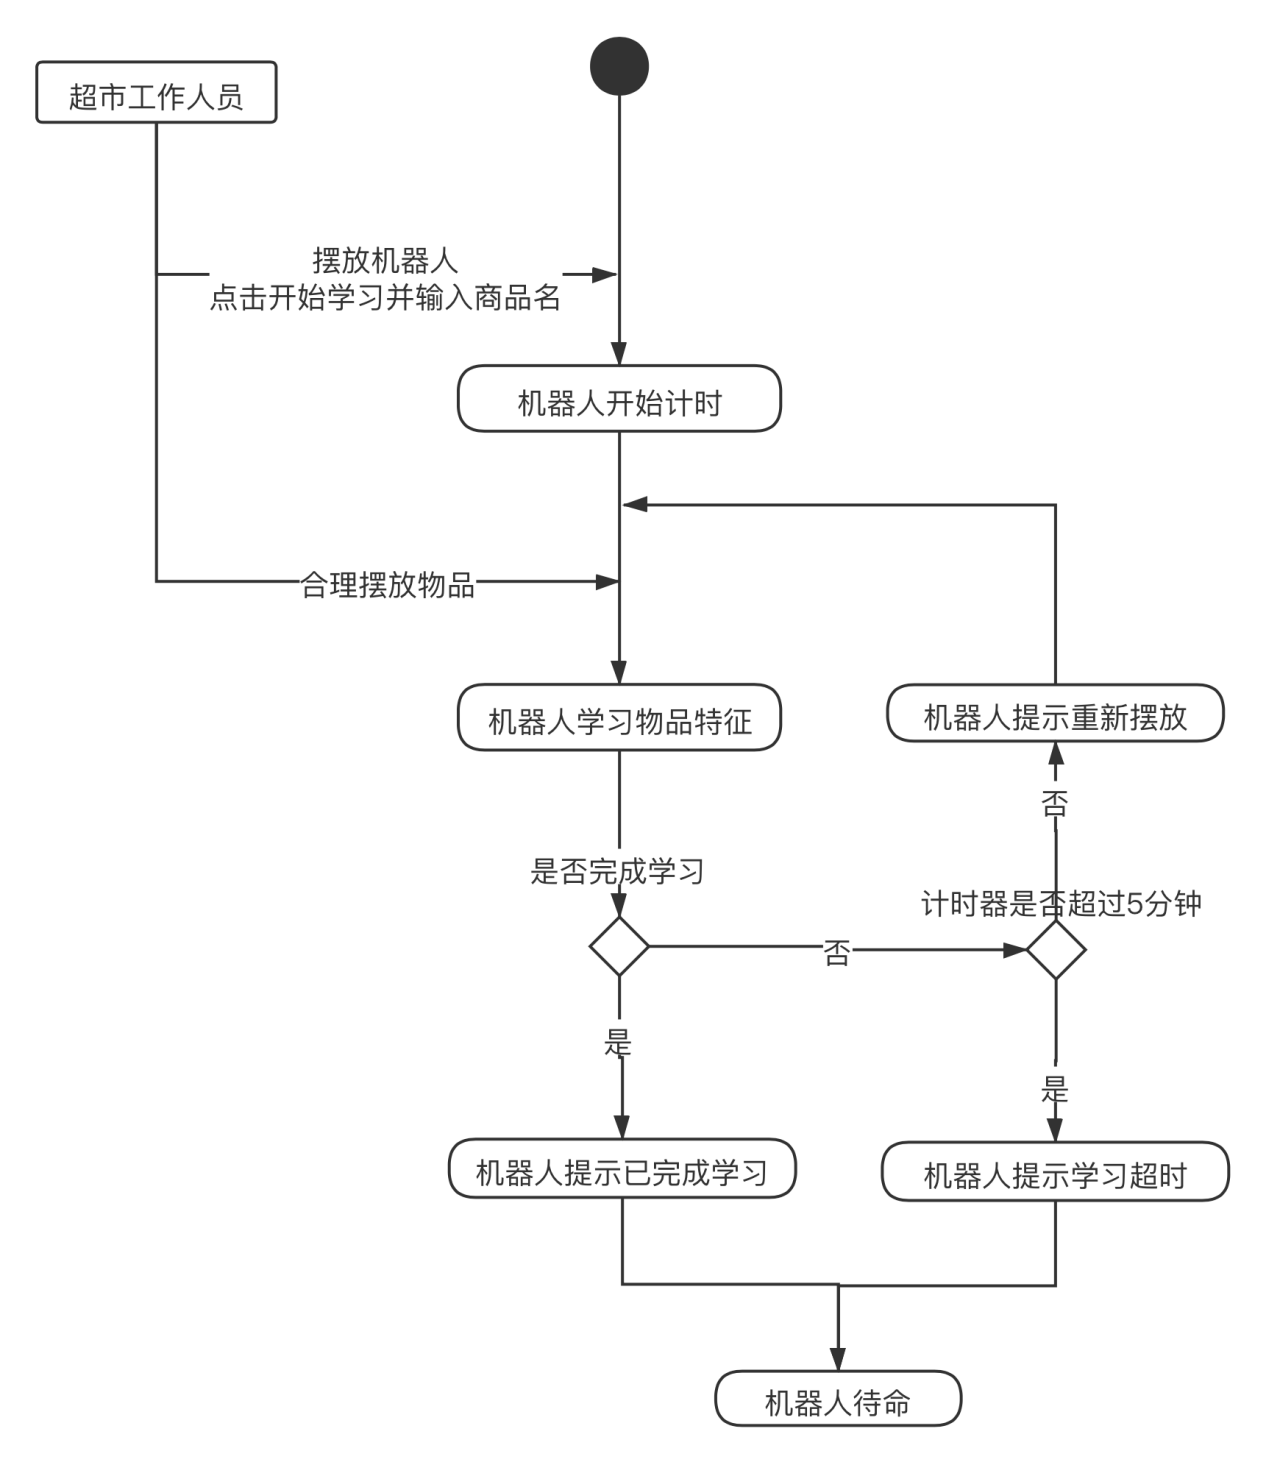 超市工作人员
摆放机器人
点击开始学习并输入商品名
机器人开始计时
合理摆放物品
机器人学习物品特征
机器人提示重新摆放
否
是否完成学习
计时器是否超过5分钟
否
是
是
机器人提示已完成学习
机器人提示学习超时
机器人待命